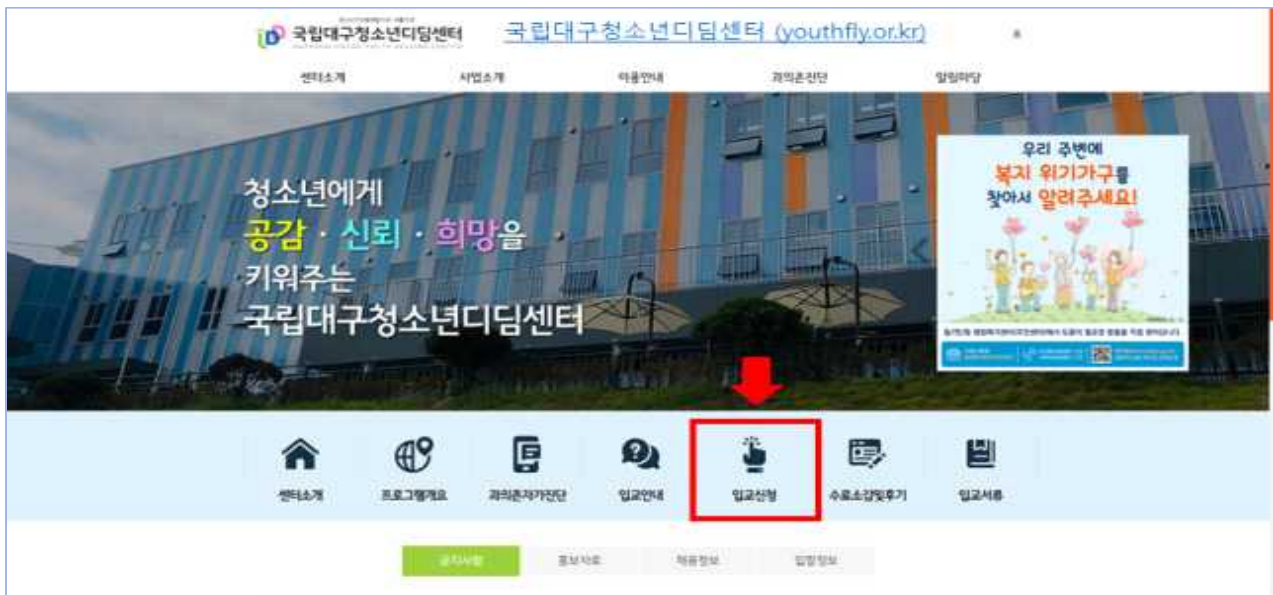 국립대구청소년디딤센터
국립대구청소년디딤센터 (youthfly.or.kr)
센터소개 사업소개 이용안내 과의존진단 알림마당
청소년에게
공감 · 신뢰 · 희망을
키워주는
국립대구청소년디딤센터
우리 주변에
복지 위기가구를
찾아서 알려주세요!
센터소개 프로그램개요 과의존자가진단 입교안내 입교신청 수료소감및후기 입교서류
공지사항 홍보자료 채용정보 입찰정보